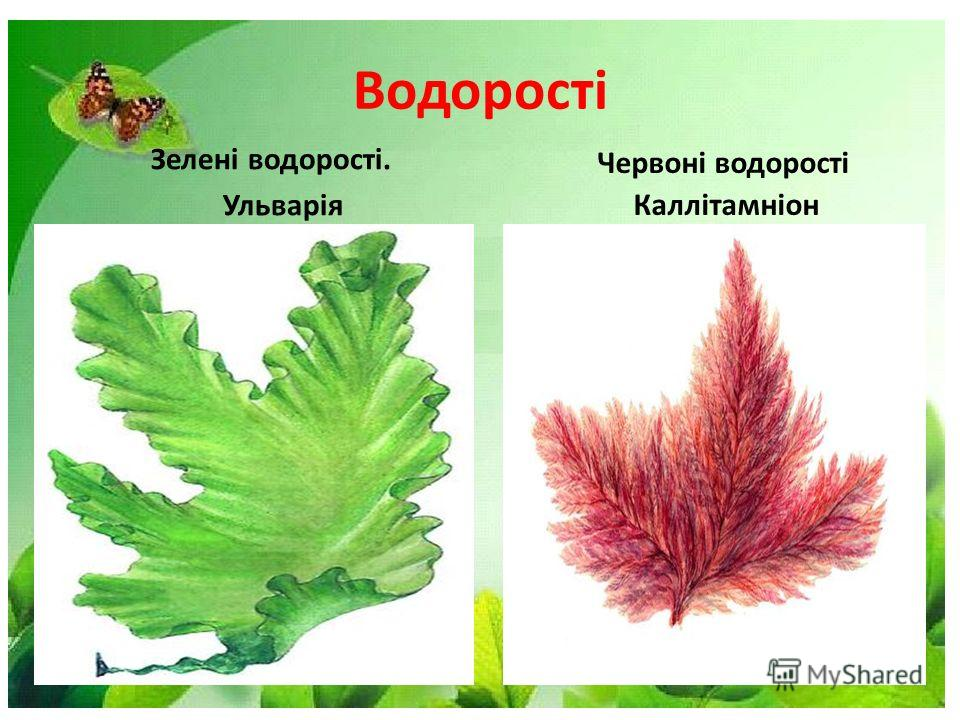 Водорості
Зелені водорості.
Ульварія
Червоні водорості
Каллітамніон
MyShared